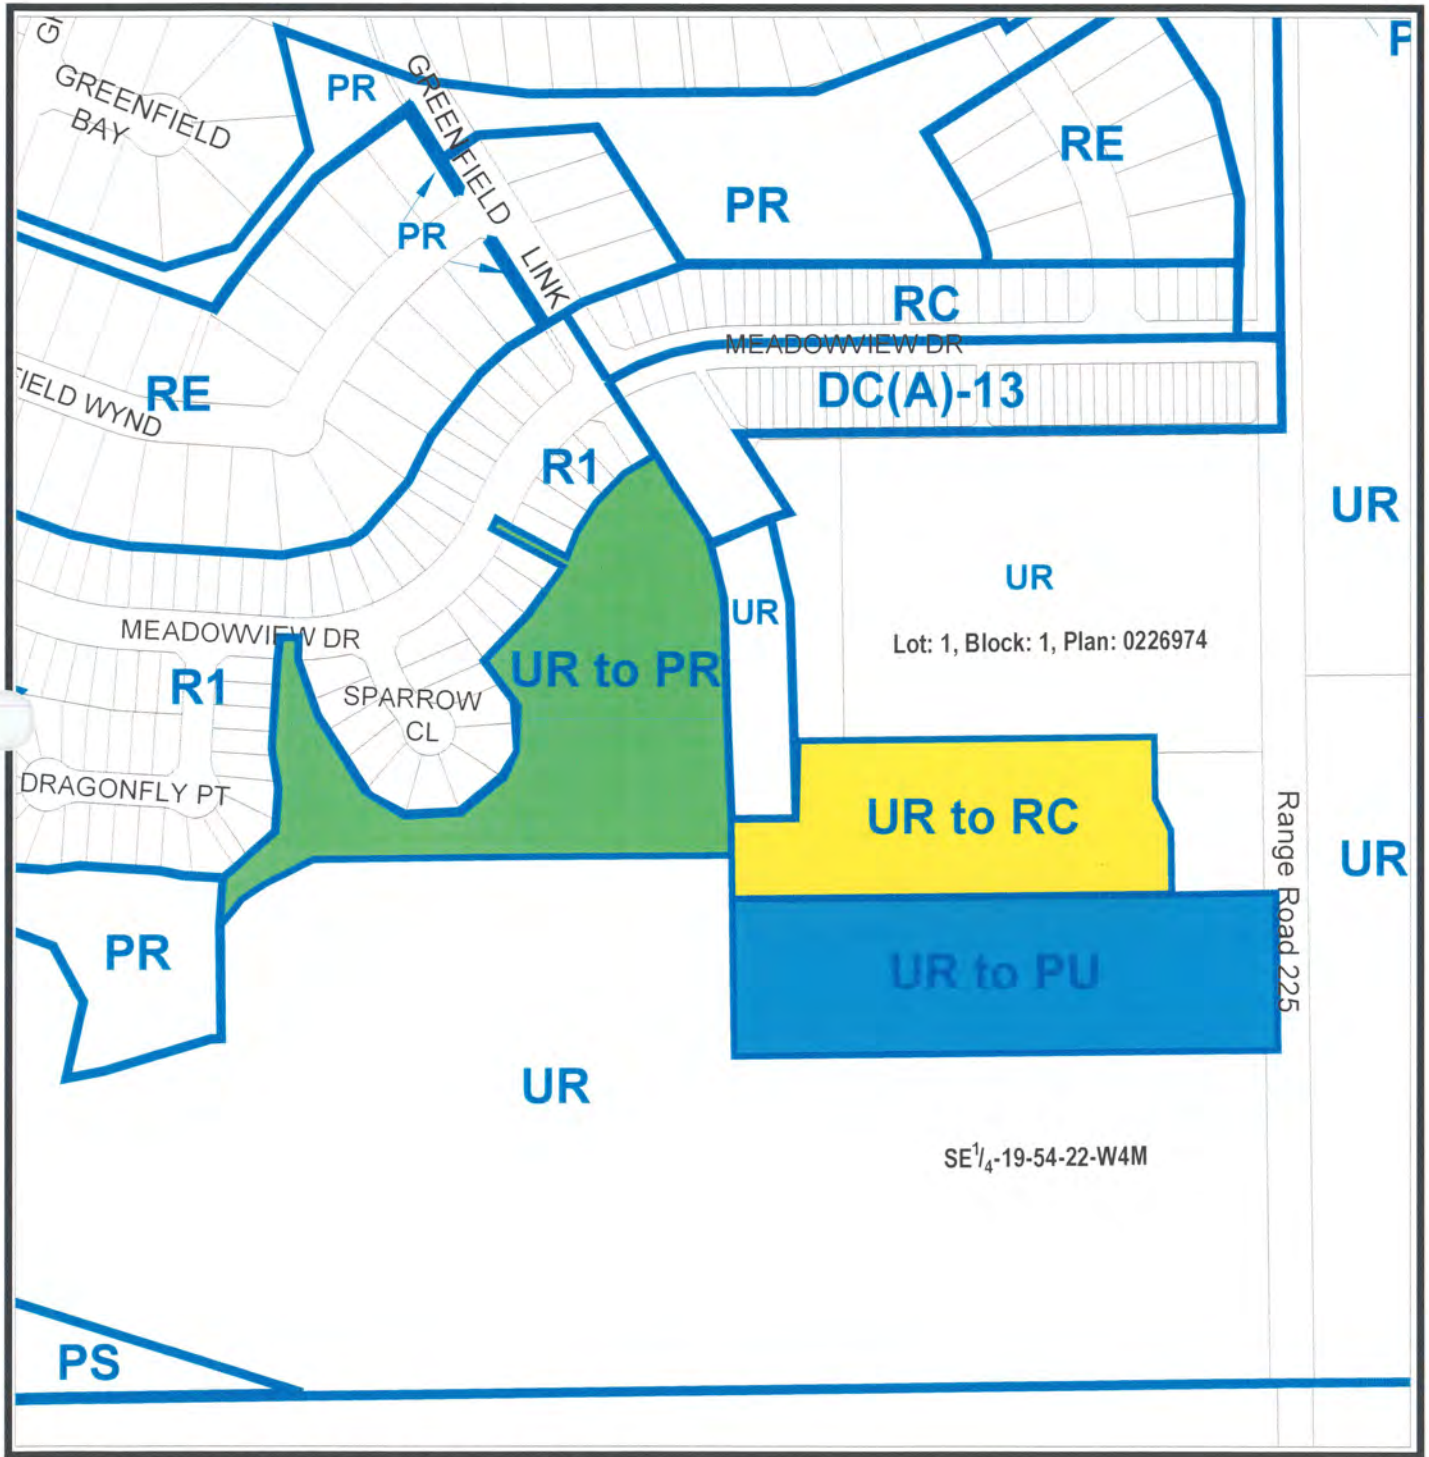 GREENFIELD
BAY
PR
GREENFIELD
LINK
PR
PR
RE
RC
MEADOWVIEW DR
DC(A)-13
RE
FIELD WYND
R1
UR
UR
UR
Lot: 1, Block: 1, Plan: 0226974
MEADOWVIEW DR
R1
SPARROW
CL
UR to PR
DRAGONFLY PT
UR to RC
Range Road 225
UR
PR
UR to PU
UR
SE1/4-19-54-22-W4M
PS